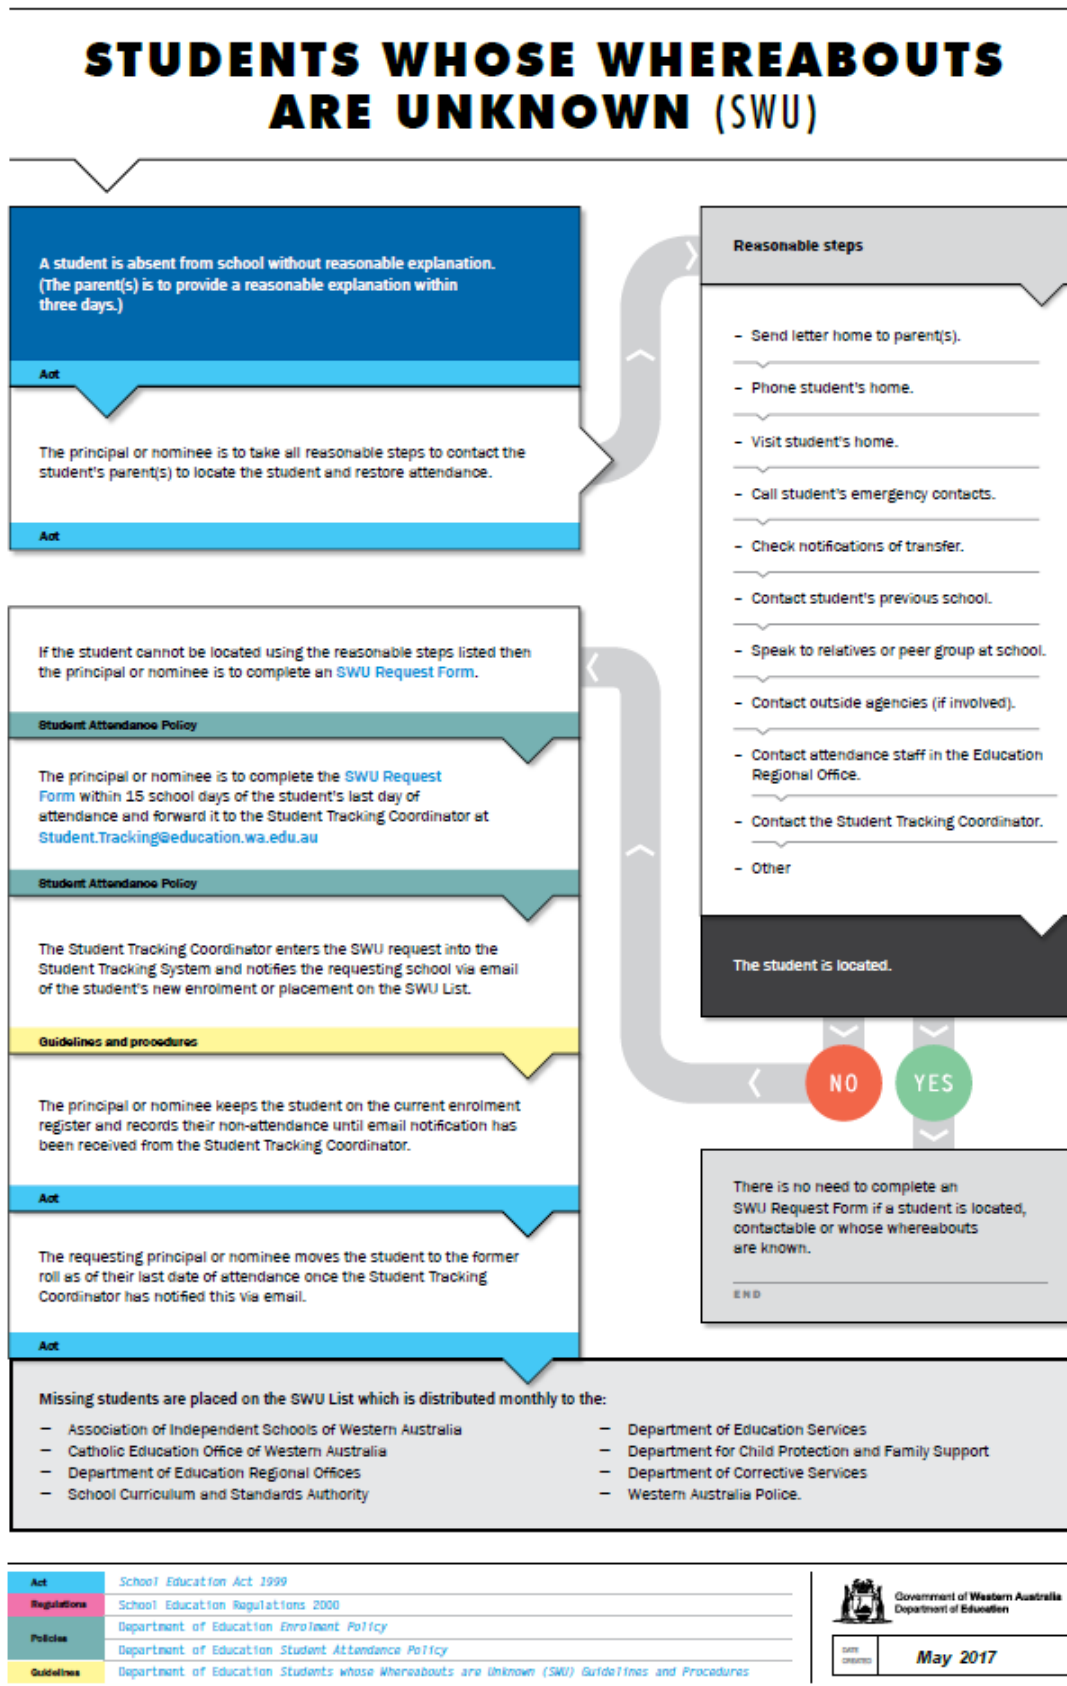 STUDENTS WHOSE WHEREABOUTS
ARE UNKNOWN (SWU)
A student is absent from school without reasonable explanation.
(The parent(s) is to provide a reasonable explanation within
three days.)
Act
The principal or nominee is to take all reasonable steps to contact the
student's parent(s) to locate the student and restore attendance.
Act
Reasonable steps
– Send letter home to parent(s).
– Phone student's home.
– Visit student's home.
– Call student's emergency contacts.
– Check notifications of transfer.
– Contact student's previous school.
– Speak to relatives or peer group at school.
– Contact outside agencies (if involved).
– Contact attendance staff in the Education
Regional Office.
– Contact the Student Tracking Coordinator.
– Other
The student is located.
NO
YES
There is no need to complete an
SWU Request Form if a student is located,
contactable or whose whereabouts
are known.
END
If the student cannot be located using the reasonable steps listed then
the principal or nominee is to complete an SWU Request Form.
Student Attendance Policy
The principal or nominee is to complete the SWU Request
Form within 15 school days of the student's last day of
attendance and forward it to the Student Tracking Coordinator at
Student.Tracking@education.wa.edu.au
Student Attendance Policy
The Student Tracking Coordinator enters the SWU request into the
Student Tracking System and notifies the requesting school via email
of the student's new enrolment or placement on the SWU List.
Guidelines and procedures
The principal or nominee keeps the student on the current enrolment
register and records their non-attendance until email notification has
been received from the Student Tracking Coordinator.
Act
The requesting principal or nominee moves the student to the former
roll as of their last date of attendance once the Student Tracking
Coordinator has notified this via email.
Act
Missing students are placed on the SWU List which is distributed monthly to the:
– Association of Independent Schools of Western Australia
– Catholic Education Office of Western Australia
– Department of Education Regional Offices
– School Curriculum and Standards Authority
– Department of Education Services
– Department for Child Protection and Family Support
– Department of Corrective Services
– Western Australia Police.
Act School Education Act 1999
Regulations School Education Regulations 2000
Policies Department of Education Enrolment Policy
Department of Education Student Attendance Policy
Guidelines Department of Education Students whose Whereabouts are Unknown (SWU) Guidelines and Procedures
Government of Western Australia
Department of Education
DATE
CREATED
May 2017